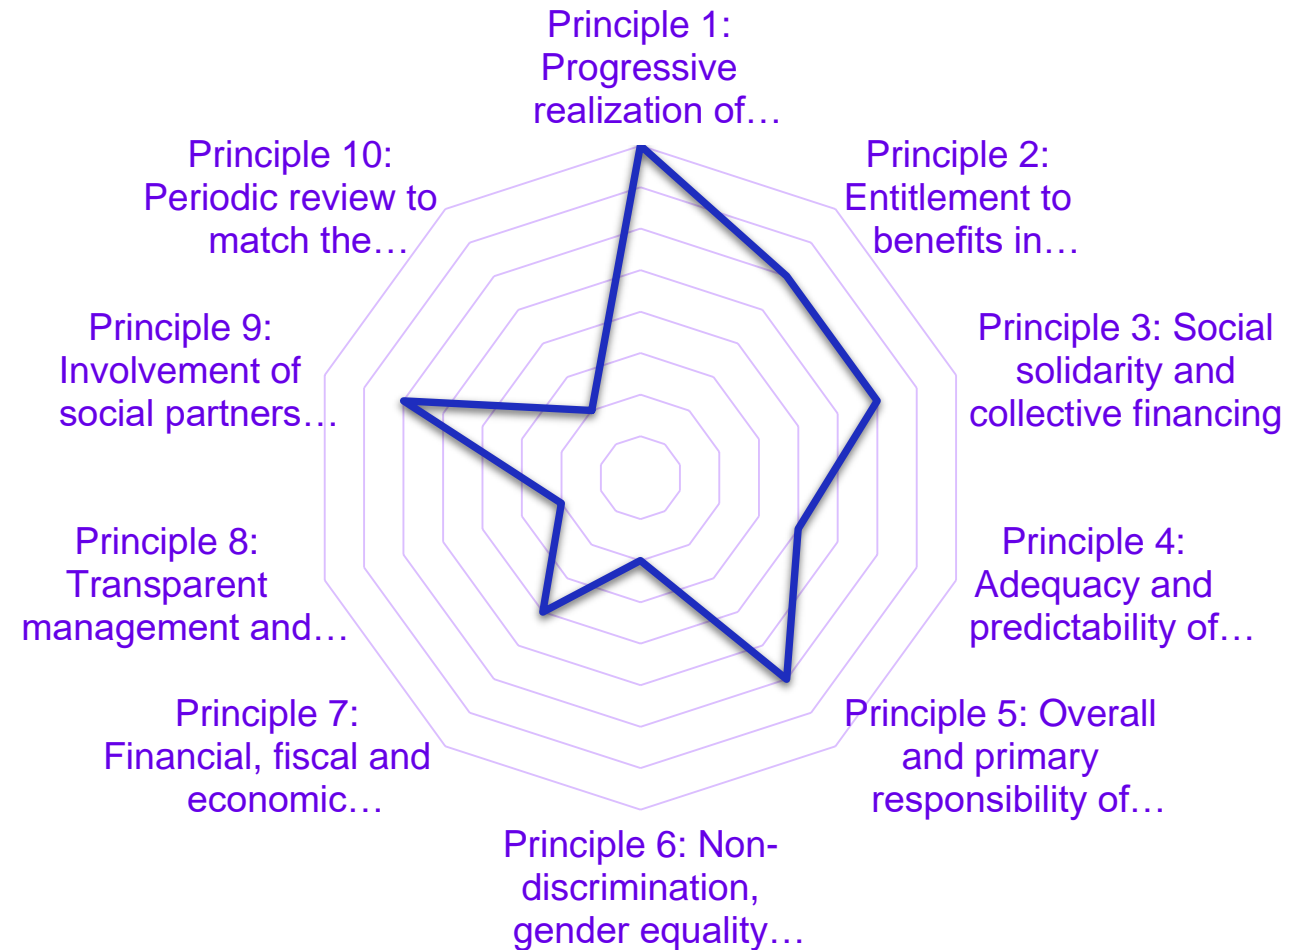 Principle 1:
Progressive
realization of…
Principle 2:
Entitlement to
benefits in…
Principle 3: Social
solidarity and
collective financing
Principle 4:
Adequacy and
predictability of…
Principle 5: Overall
and primary
responsibility of…
Principle 6: Non-
discrimination,
gender equality…
Principle 7:
Financial, fiscal and
economic…
Principle 8:
Transparent
management and…
Principle 9:
Involvement of
social partners…
Principle 10:
Periodic review to
match the…